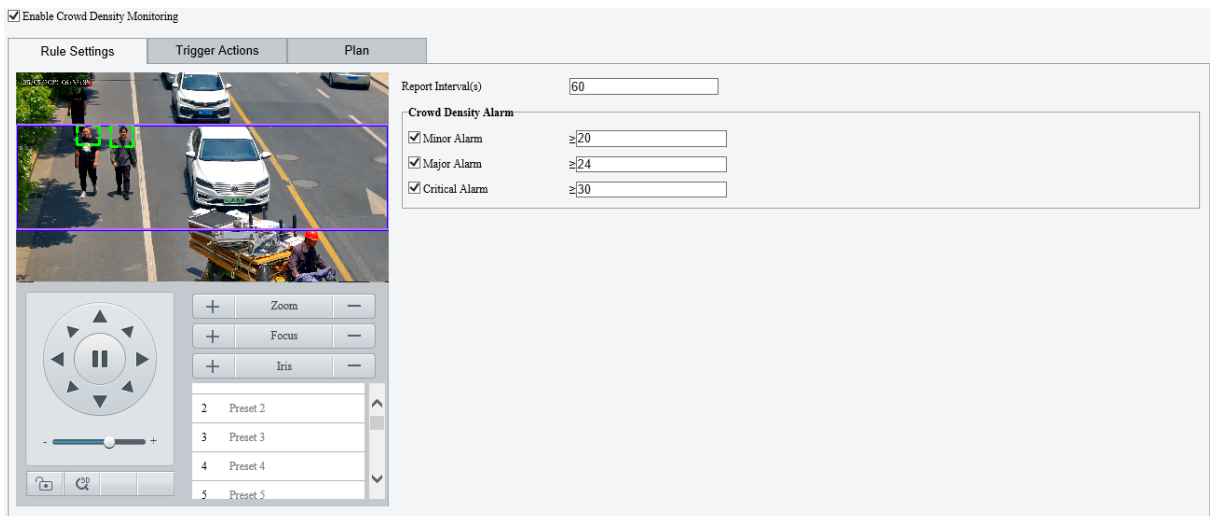 Enable Crowd Density Monitoring
Rule Settings
Trigger Actions
Plan
Report Interval(s)
60
Crowd Density Alarm
Minor Alarm
≥20
Major Alarm
≥24
Critical Alarm
≥30
+ Zoom −
+ Focus −
+ Iris −
2 Preset 2
3 Preset 3
4 Preset 4
5 Preset 5
- +
3D